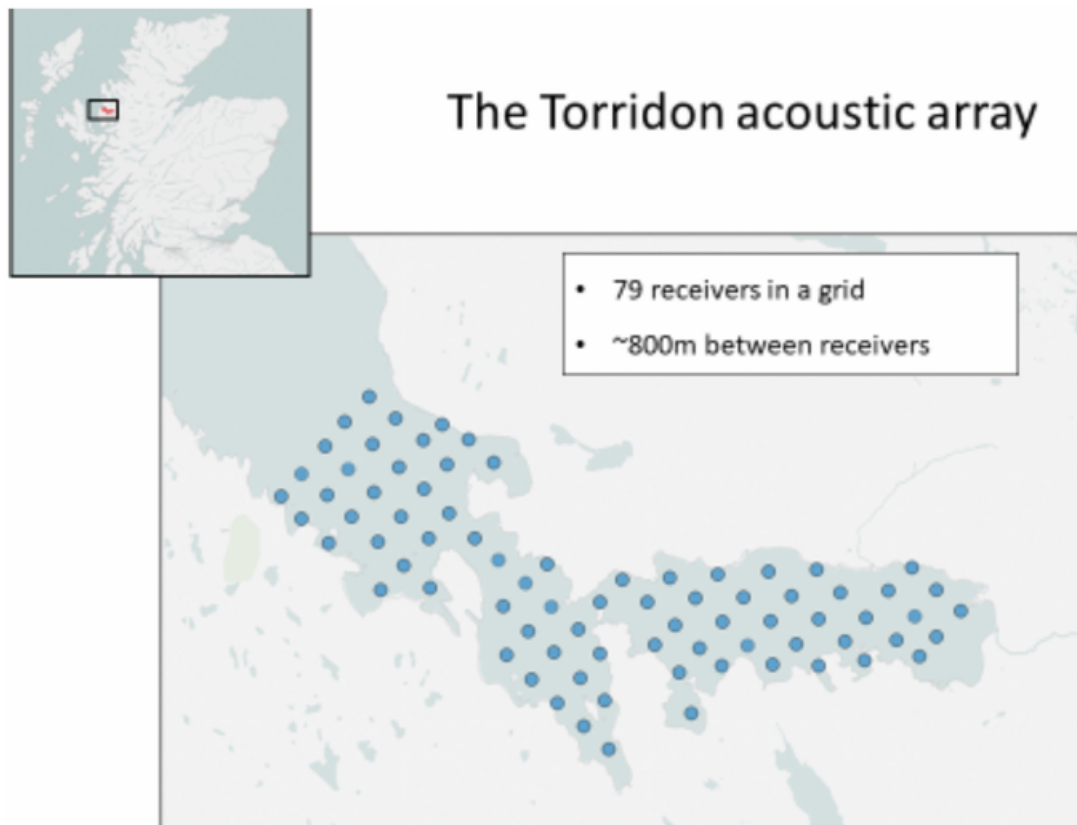 The Torridon acoustic array
• 79 receivers in a grid
• ~800m between receivers